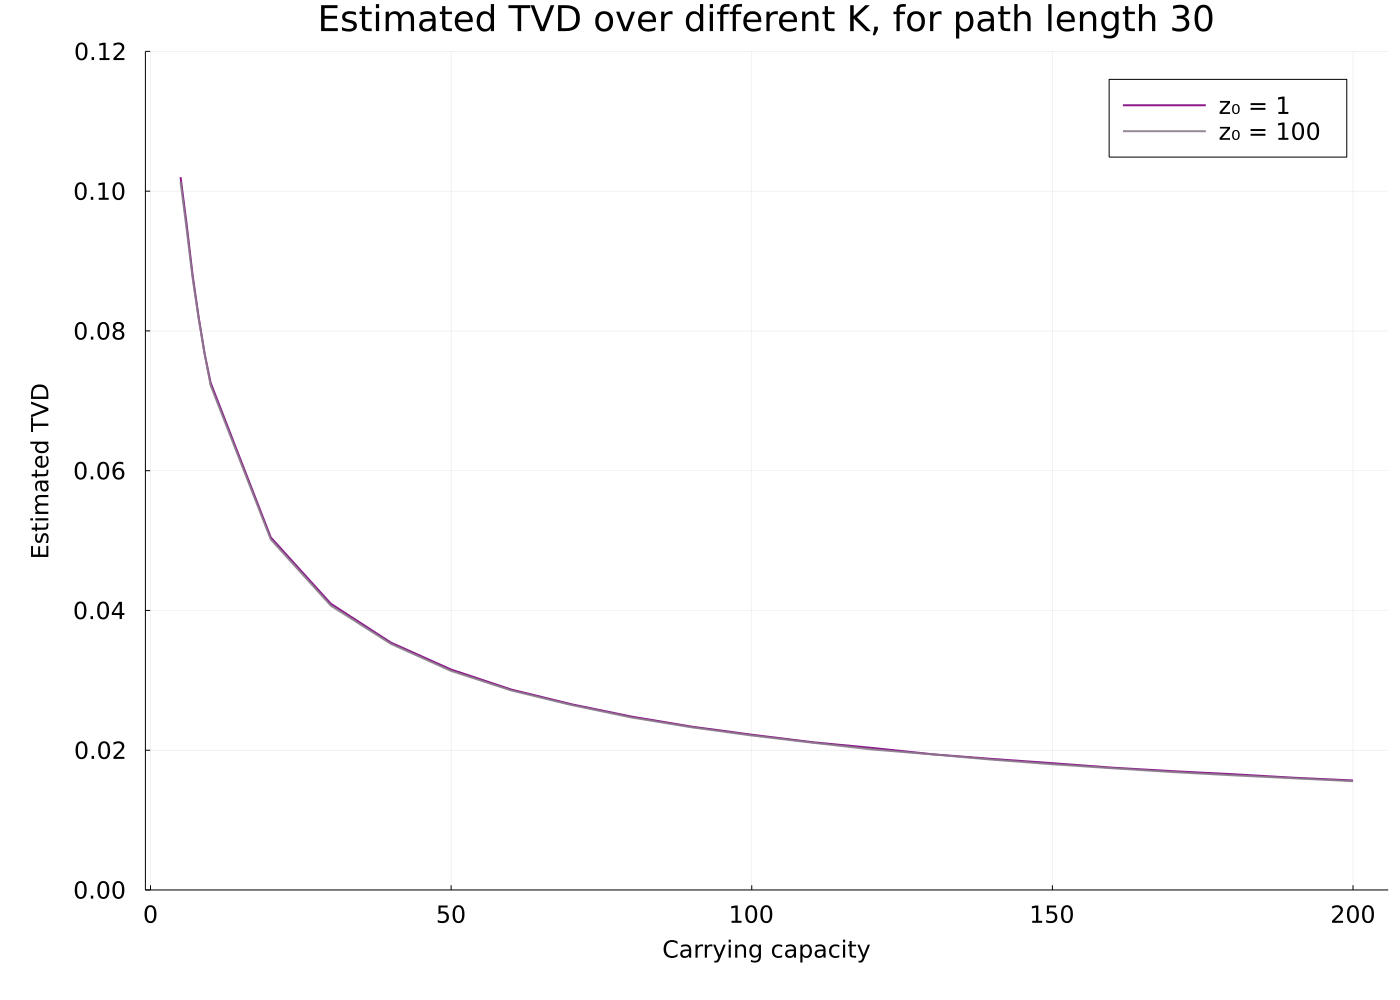 Estimated TVD over different K, for path length 30
0.12
z₀ = 1
z₀ = 100
0.10
0.08
0.06
0.04
0.02
0.00
Estimated TVD
0 50 100 150 200
Carrying capacity